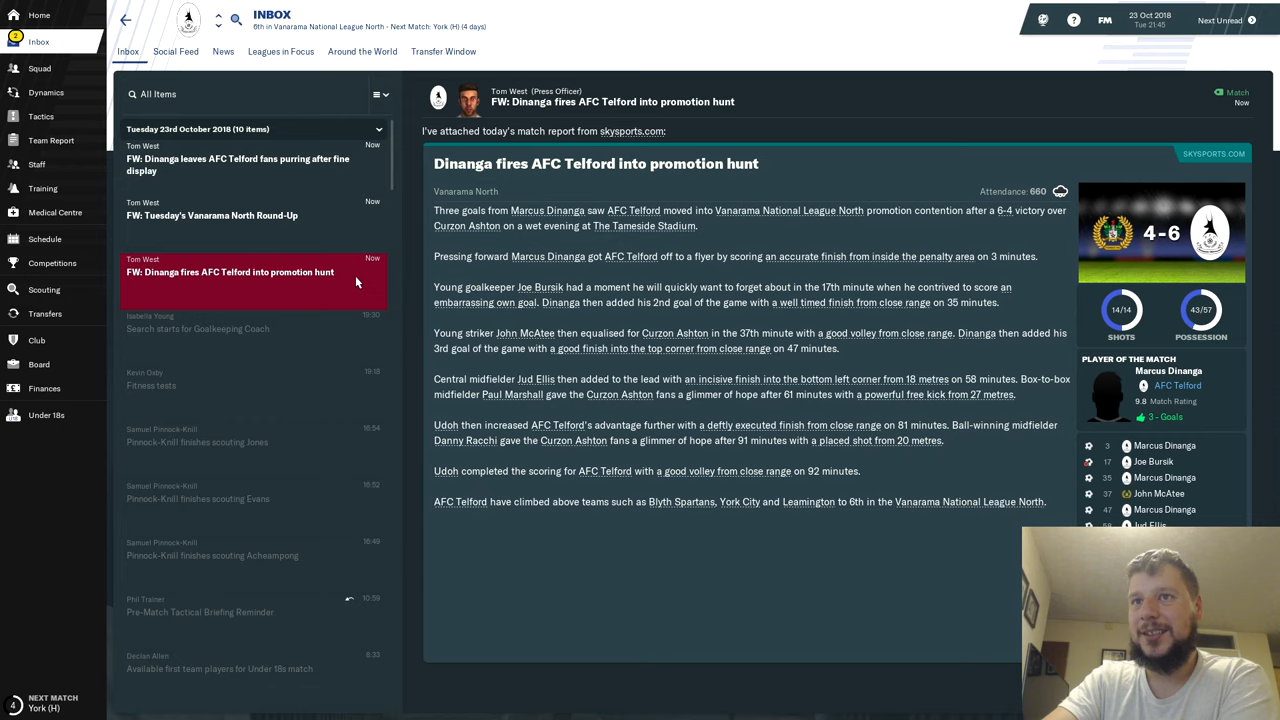 Home
2
Inbox
Squad
Dynamics
Tactics
Team Report
Staff
Training
Medical Centre
Schedule
Competitions
Scouting
Transfers
Club
Board
Finances
Under 18s
4
NEXT MATCH
York (H)
INBOX
6th in Vanarama National League North - Next Match: York (H) (4 days)
?
FM
23 Oct 2018
Tue 21:45
Next Unread
Inbox
Social Feed
News
Leagues in Focus
Around the World
Transfer Window
All Items
Tuesday 23rd October 2018 (10 items)
Tom West
Now
FW: Dinanga leaves AFC Telford fans purring after fine
display
Tom West
Now
FW: Tuesday's Vanarama North Round-Up
Tom West
Now
FW: Dinanga fires AFC Telford into promotion hunt
Isabella Young
19:30
Search starts for Goalkeeping Coach
Kevin Oxby
19:18
Fitness tests
Samuel Pinnock-Knill
16:54
Pinnock-Knill finishes scouting Jones
Samuel Pinnock-Knill
16:52
Pinnock-Knill finishes scouting Evans
Samuel Pinnock-Knill
16:49
Pinnock-Knill finishes scouting Acheampong
Phil Trainer
10:59
Pre-Match Tactical Briefing Reminder
Declan Allen
8:33
Available first team players for Under 18s match
Tom West (Press Officer)
FW: Dinanga fires AFC Telford into promotion hunt
Match
Now
I've attached today's match report from skysports.com:
Dinanga fires AFC Telford into promotion hunt
SKYSPORTS.COM
Vanarama North
Attendance: 660
Three goals from Marcus Dinanga saw AFC Telford moved into Vanarama National League North promotion contention after a 6-4 victory over
Curzon Ashton on a wet evening at The Tameside Stadium.
Pressing forward Marcus Dinanga got AFC Telford off to a flyer by scoring an accurate finish from inside the penalty area on 3 minutes.
Young goalkeeper Joe Bursik had a moment he will quickly want to forget about in the 17th minute when he contrived to score an
embarrassing own goal. Dinanga then added his 2nd goal of the game with a well timed finish from close range on 35 minutes.
Young striker John McAtee then equalised for Curzon Ashton in the 37th minute with a good volley from close range. Dinanga then added his
3rd goal of the game with a good finish into the top corner from close range on 47 minutes.
Central midfielder Jud Ellis then added to the lead with an incisive finish into the bottom left corner from 18 metres on 58 minutes. Box-to-box
midfielder Paul Marshall gave the Curzon Ashton fans a glimmer of hope after 61 minutes with a powerful free kick from 27 metres.
Udoh then increased AFC Telford's advantage further with a deftly executed finish from close range on 81 minutes. Ball-winning midfielder
Danny Racchi gave the Curzon Ashton fans a glimmer of hope after 91 minutes with a placed shot from 20 metres.
Udoh completed the scoring for AFC Telford with a good volley from close range on 92 minutes.
AFC Telford have climbed above teams such as Blyth Spartans, York City and Leamington to 6th in the Vanarama National League North.
4-6
14/14
43/57
SHOTS
POSSESSION
PLAYER OF THE MATCH
Marcus Dinanga
AFC Telford
9.8 Match Rating
3 - Goals
3 Marcus Dinanga
17 Joe Bursik
35 Marcus Dinanga
37 John McAtee
47 Marcus Dinanga
58 Jud Ellis